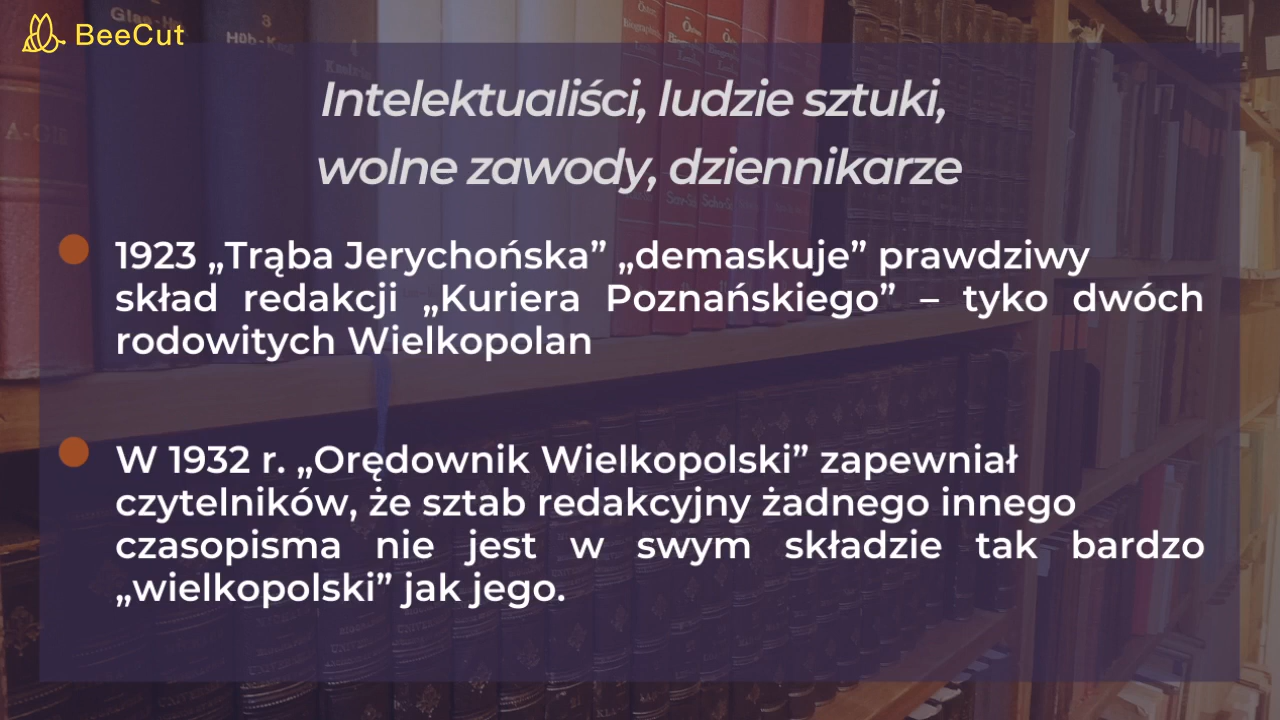 BeeCut
Intelektualiści, ludzie sztuki,
wolne zawody, dziennikarze
1923 „Trąba Jerychońska” „demaskuje” prawdziwy
skład redakcji „Kuriera Poznańskiego” – tyko dwóch
rodowitych Wielkopolan
W 1932 r. „Orędownik Wielkopolski” zapewniał
czytelników, że sztab redakcyjny żadnego innego
czasopisma nie jest w swym składzie tak bardzo
„wielkopolski” jak jego.
A-GIF